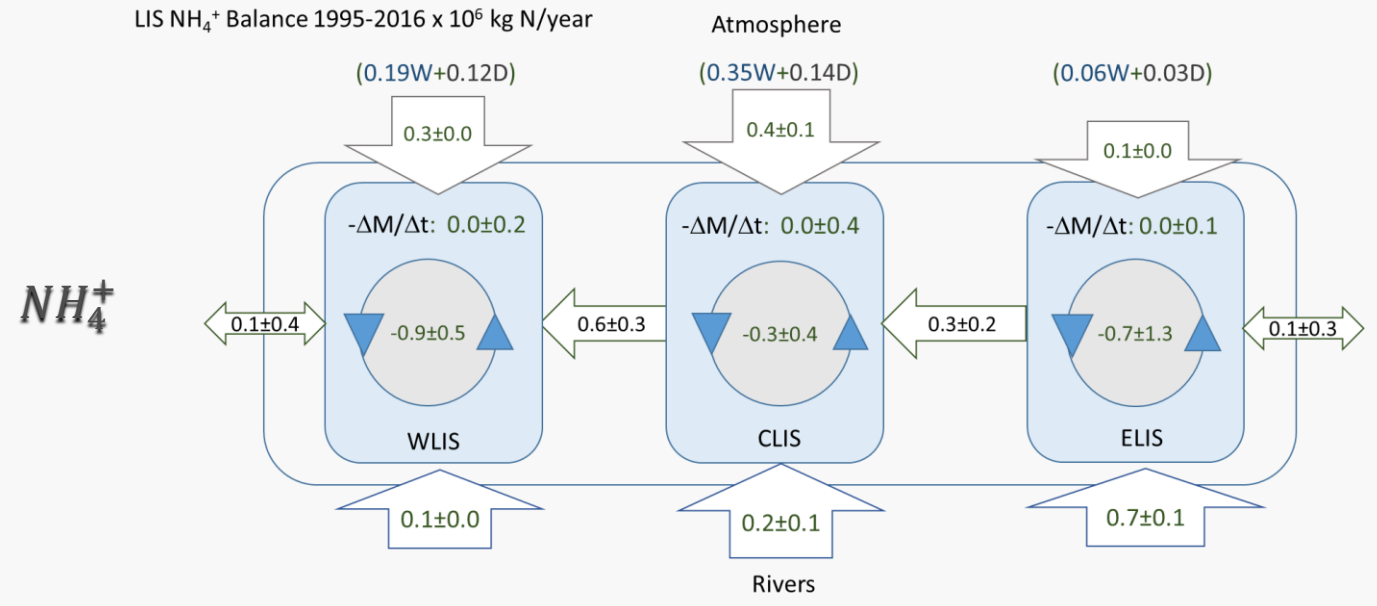 LIS NH₄⁺ Balance 1995-2016 x 10⁶ kg N/year
Atmosphere
(0.19W+0.12D)
(0.35W+0.14D)
(0.06W+0.03D)
0.3±0.0
0.4±0.1
0.1±0.0
-ΔM/Δt: 0.0±0.2
-ΔM/Δt: 0.0±0.4
-ΔM/Δt: 0.0±0.1
NH₄⁺
0.1±0.4
-0.9±0.5
0.6±0.3
-0.3±0.4
0.3±0.2
-0.7±1.3
0.1±0.3
WLIS
CLIS
ELIS
0.1±0.0
0.2±0.1
0.7±0.1
Rivers